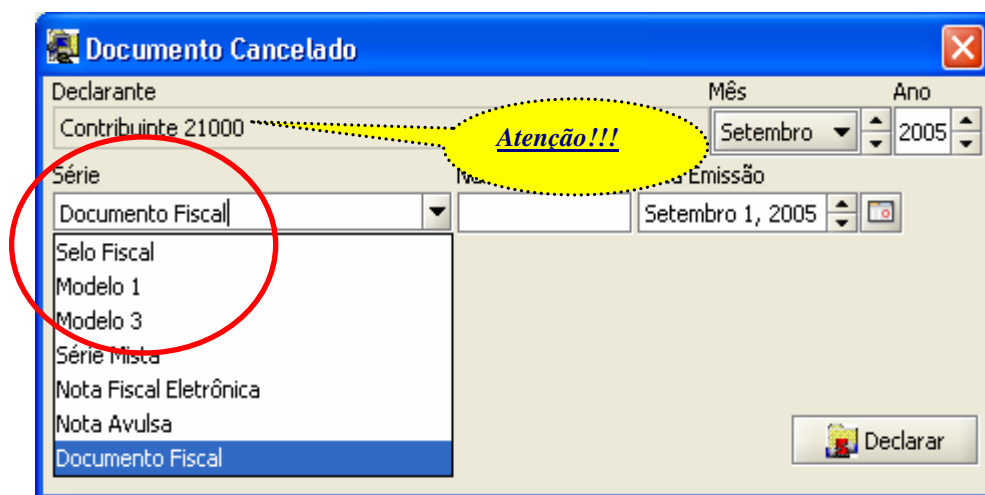 Documento Cancelado
Declarante
Mês
Ano
Contribuinte 21000
Atenção!!!
Setembro
2005
Série
Emissão
Documento Fiscal
Setembro 1, 2005
Selo Fiscal
Modelo 1
Modelo 3
Série Mista
Nota Fiscal Eletrônica
Nota Avulsa
Documento Fiscal
Declarar